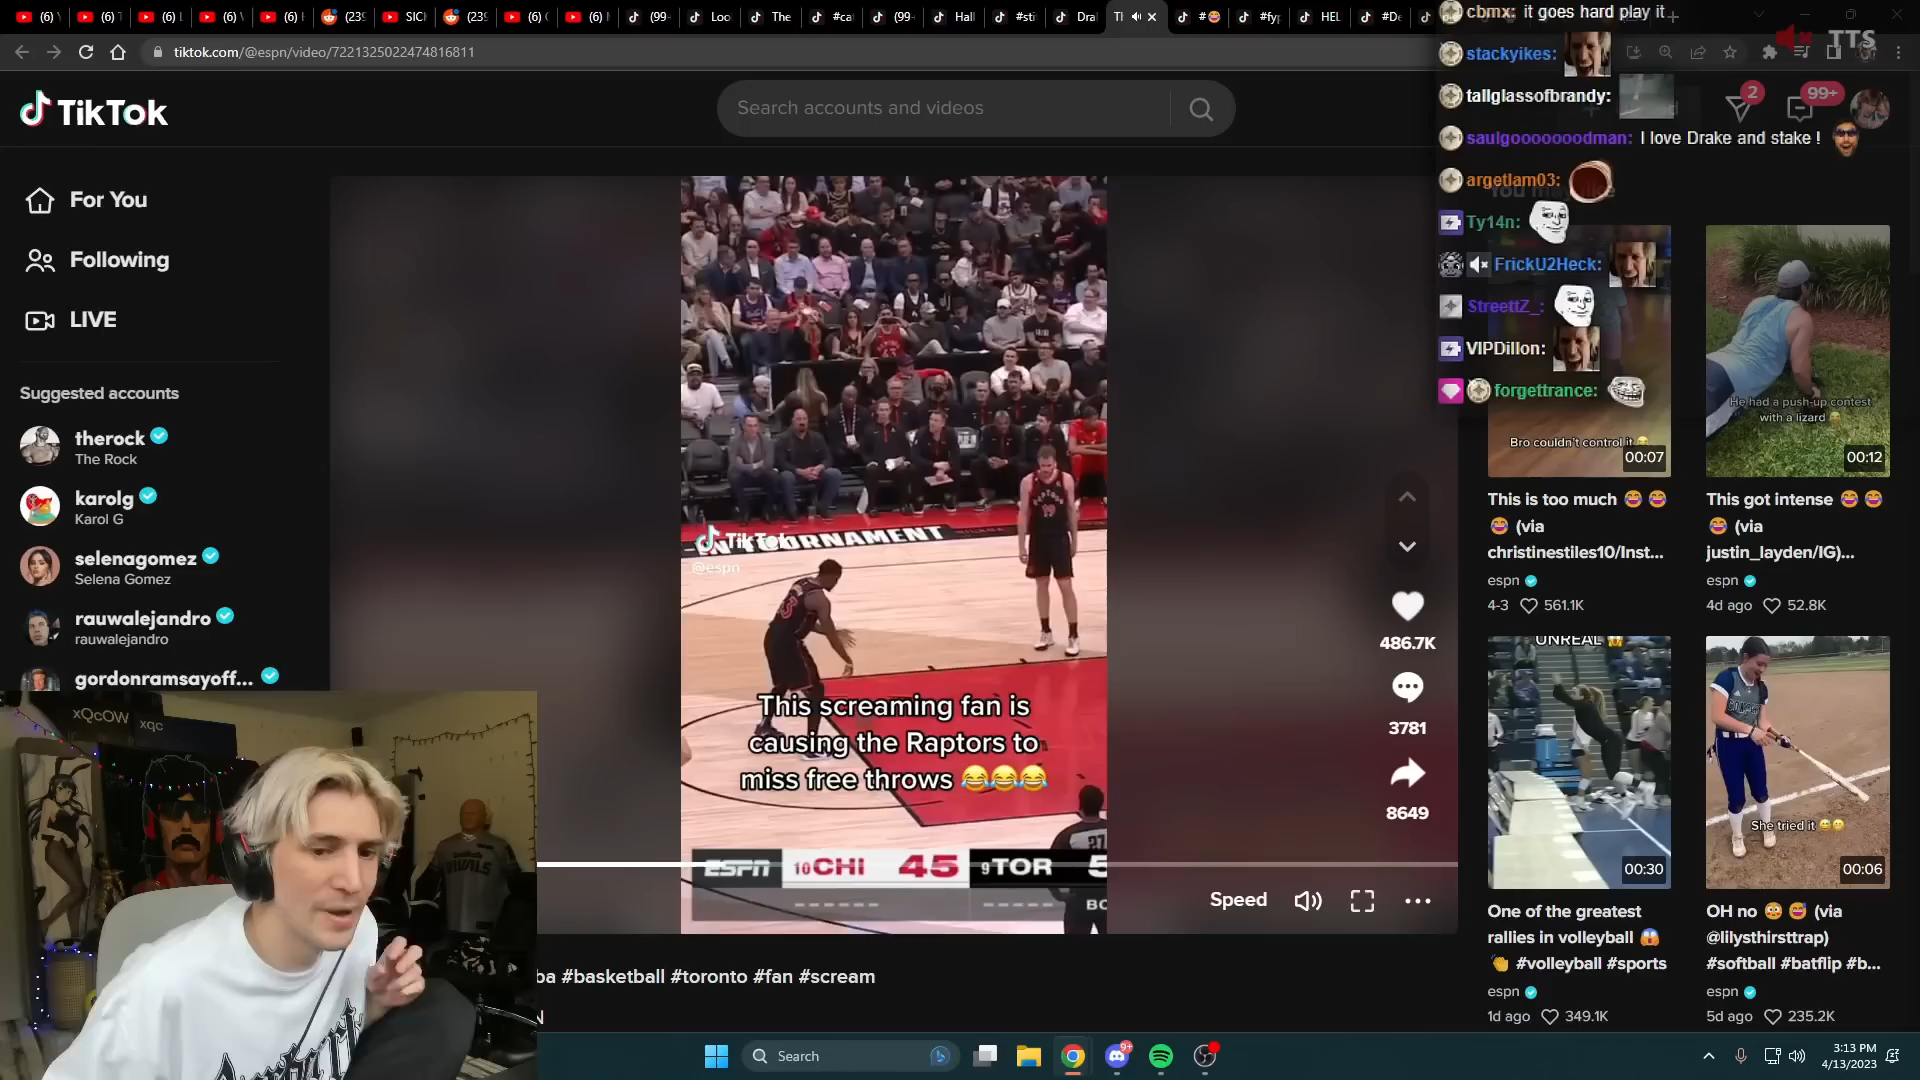 tiktok.com/@espn/video/7221325022474816811
cbmx: it goes hard play it
TTS
stackyikes:
tallglassofbrandy:
saulgooooooodman: I love Drake and stake !
argetlam03:
Ty14n:
FrickU2Heck:
StreettZ_:
VIPDillon:
forgettrance:
TikTok
Search accounts and videos
2
99+
For You
Following
LIVE
Suggested accounts
therock
The Rock
karolg
Karol G
selenagomez
Selena Gomez
rauwalejandro
rauwalejandro
gordonramsayoff...
xQcOW
xqc
TikTok
@espn
N TOURNAMENT
RAPTORS
19
This screaming fan is
causing the Raptors to
miss free throws 😂😂😂
ESPN 10 CHI 45 9 TOR 5
486.7K
3781
8649
Speed
ba #basketball #toronto #fan #scream
Bro couldn't control it
00:07
This is too much 😂 😂
😂 (via
christinestiles10/Inst...
espn
4-3 561.1K
He had a push-up contest
with a lizard
00:12
This got intense 😂 😂
😂 (via
justin_layden/IG)...
espn
4d ago 52.8K
UNREAL
00:30
One of the greatest
rallies in volleyball 😱
👏 #volleyball #sports
espn
1d ago 349.1K
She tried it
00:06
OH no 😳 😅 (via
@lilysthirsttrap)
#softball #batflip #b...
espn
5d ago 235.2K
Search
9+
3:13 PM
4/13/2023